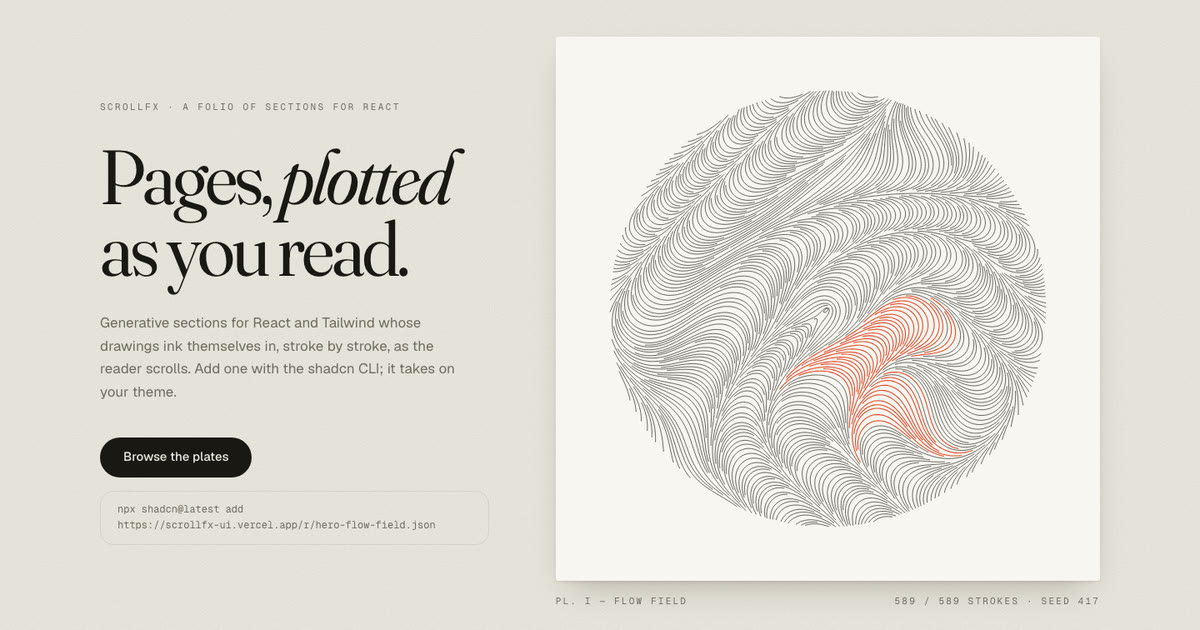 SCROLLFX · A FOLIO OF SECTIONS FOR REACT
Pages, plotted
as you read.
Generative sections for React and Tailwind whose
drawings ink themselves in, stroke by stroke, as the
reader scrolls. Add one with the shadcn CLI; it takes on
your theme.
Browse the plates
npx shadcn@latest add
https://scrollfx-ui.vercel.app/r/hero-flow-field.json
PL. I — FLOW FIELD
589 / 589 STROKES · SEED 417